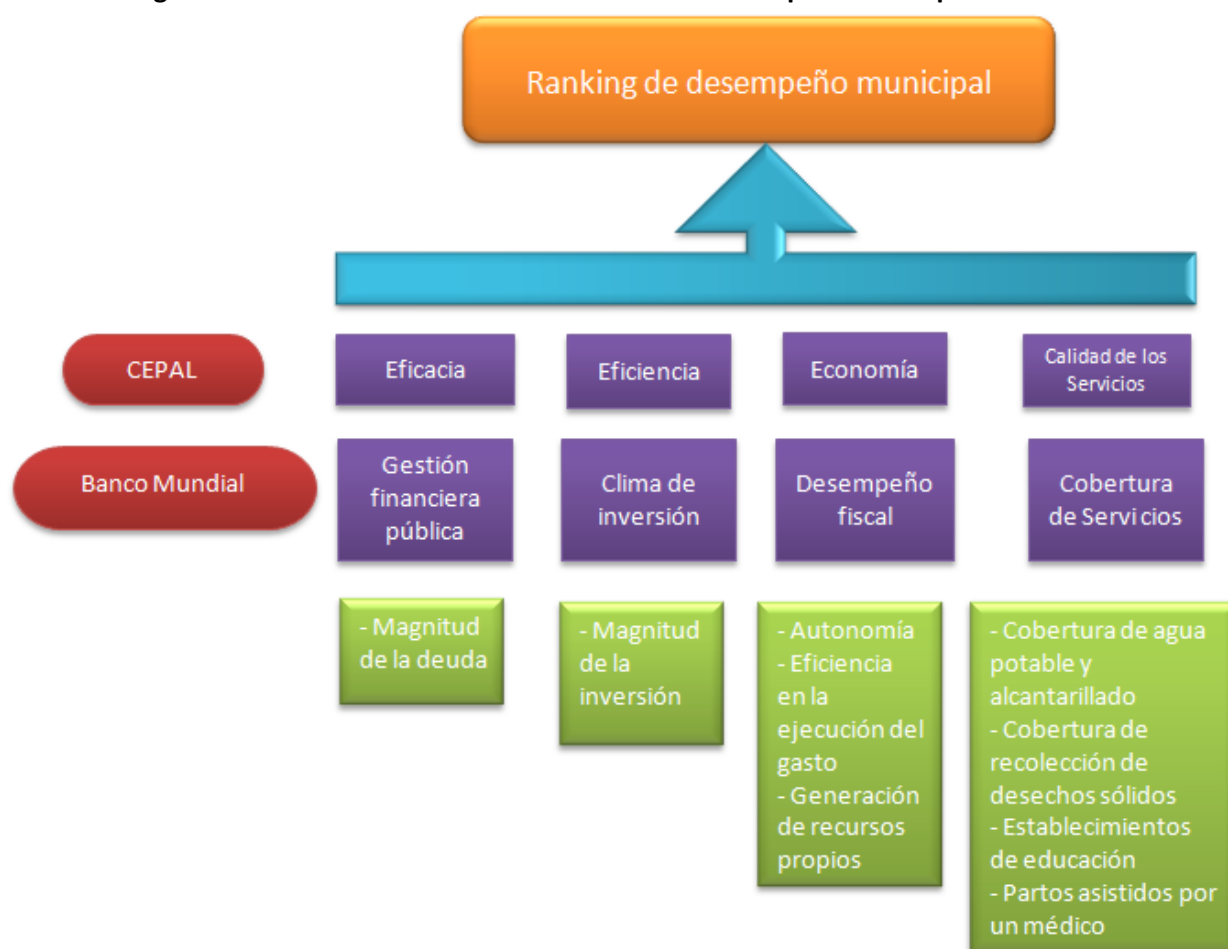 Ranking de desempeño municipal
CEPAL
Eficacia
Eficiencia
Economía
Calidad de los
Servicios
Banco Mundial
Gestión
financiera
pública
Clima de
inversión
Desempeño
fiscal
Cobertura
de Servicios
- Magnitud
de la deuda
- Magnitud
de la
inversión
- Autonomía
- Eficiencia
en la
ejecución del
gasto
- Generación
de recursos
propios
- Cobertura de agua
potable y
alcantarillado
- Cobertura de
recolección de
desechos sólidos
- Establecimientos
de educación
- Partos asistidos por
un médico